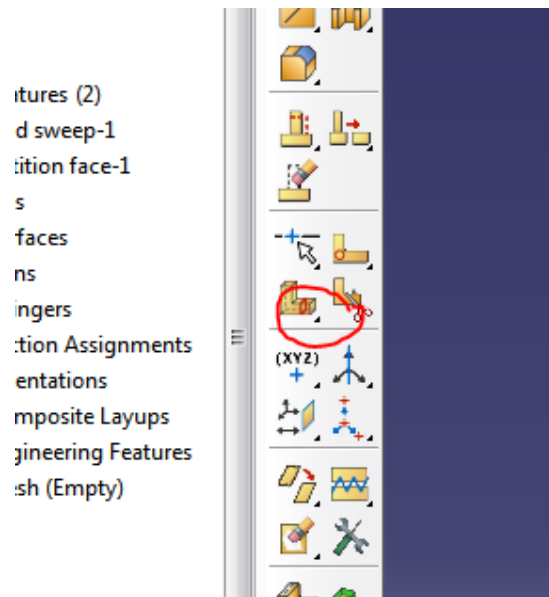 tures (2)
d sweep-1
tition face-1
s
faces
ns
ingers
ction Assignments
entations
mposite Layups
gineering Features
sh (Empty)
(XYZ)